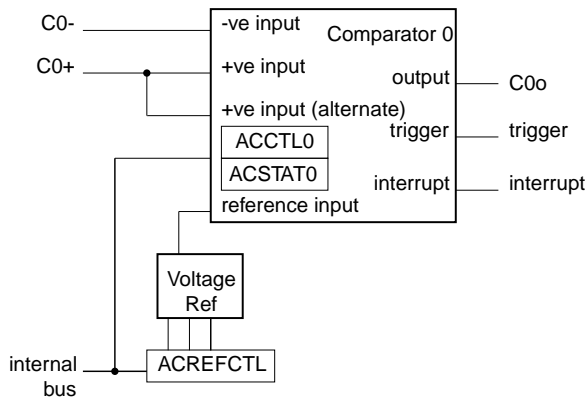 C0-
-ve input
Comparator 0
C0+
+ve input
output
C0o
+ve input (alternate)
trigger
trigger
ACCTL0
ACSTAT0
interrupt
interrupt
reference input
Voltage
Ref
internal
bus
ACREFCTL